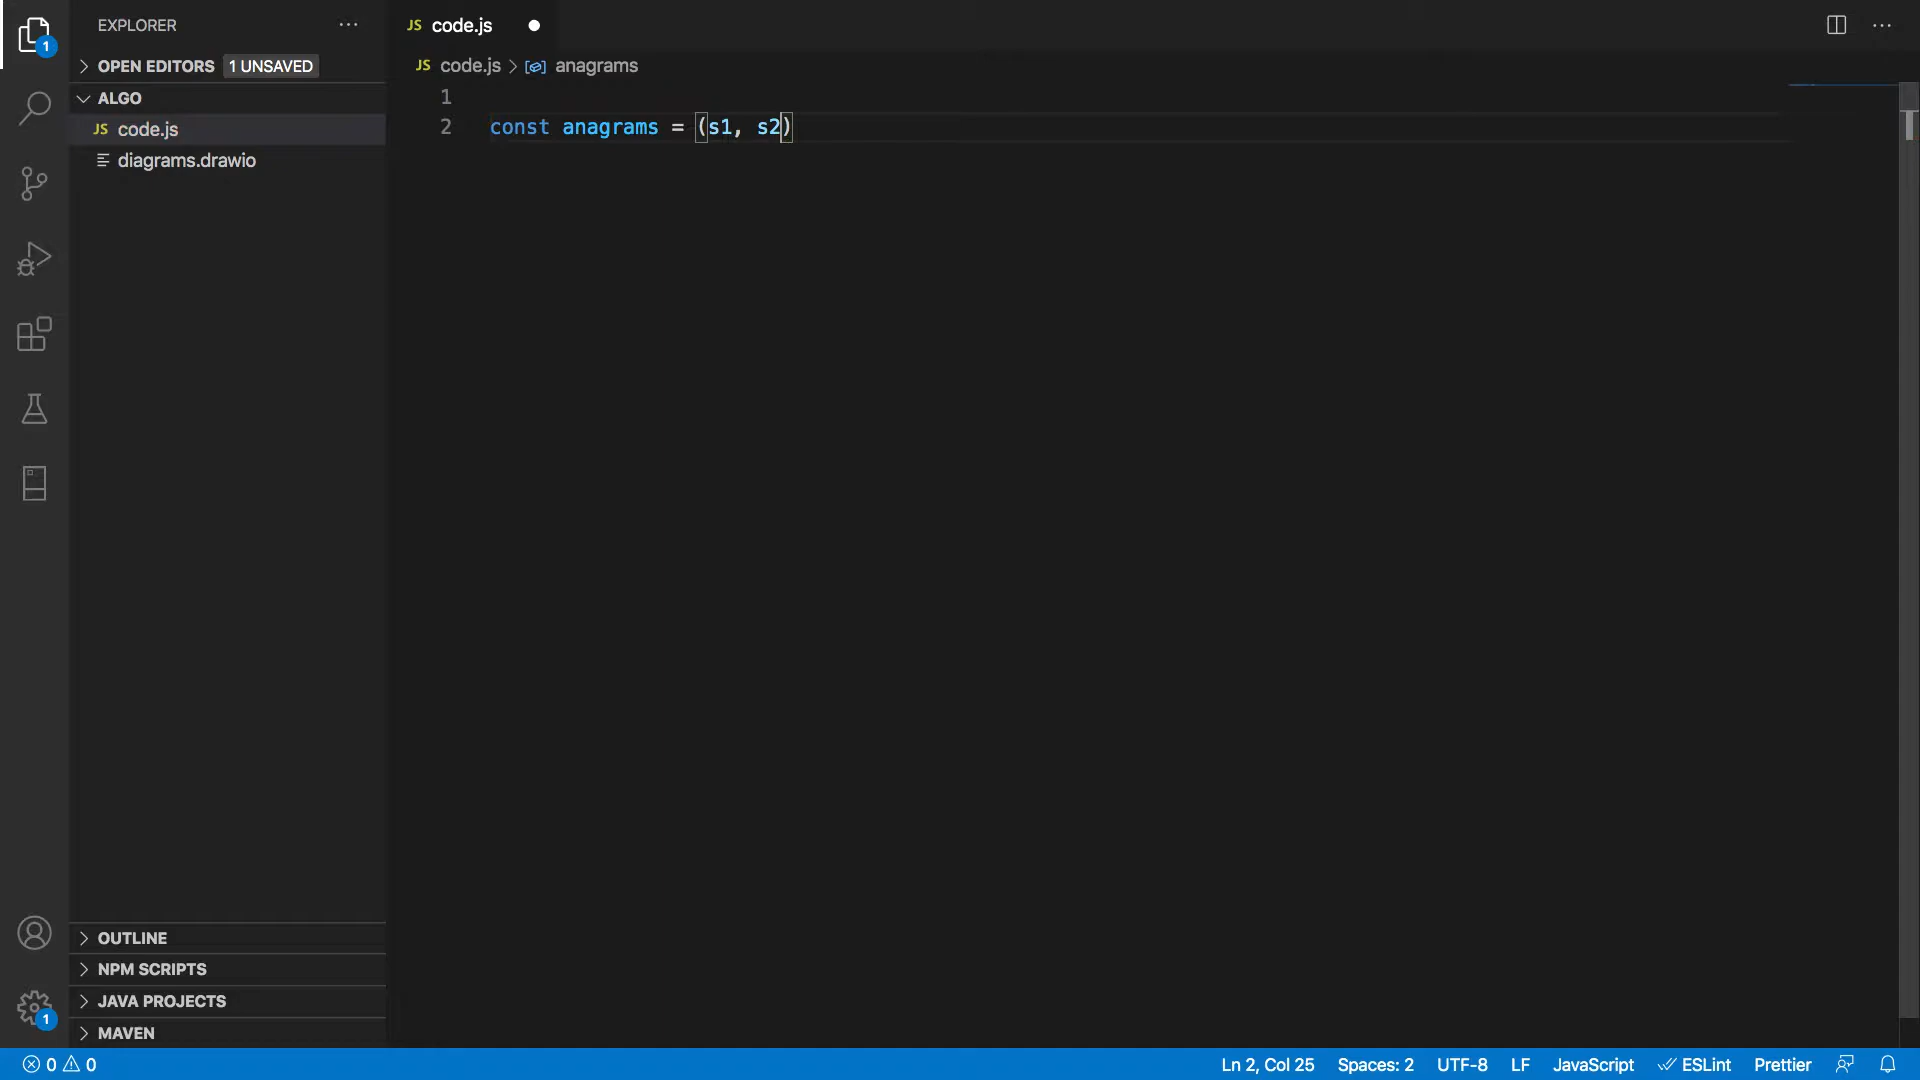 EXPLORER
OPEN EDITORS 1 UNSAVED
ALGO
JS code.js
diagrams.drawio
OUTLINE
NPM SCRIPTS
JAVA PROJECTS
MAVEN
1
1
JS code.js
JS code.js > anagrams
1
2 const anagrams = (s1, s2)
0 0
Ln 2, Col 25 Spaces: 2 UTF-8 LF JavaScript ESLint Prettier